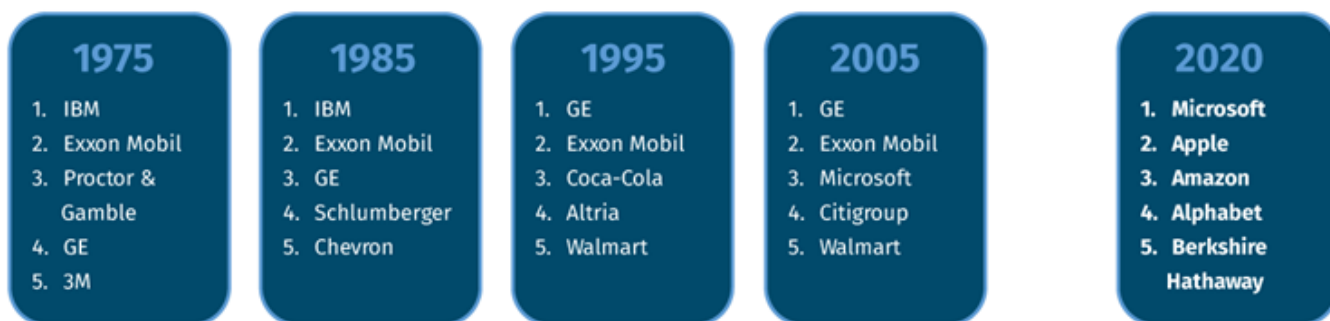 1975
1. IBM
2. Exxon Mobil
3. Proctor &
Gamble
4. GE
5. 3M
1985
1. IBM
2. Exxon Mobil
3. GE
4. Schlumberger
5. Chevron
1995
1. GE
2. Exxon Mobil
3. Coca-Cola
4. Altria
5. Walmart
2005
1. GE
2. Exxon Mobil
3. Microsoft
4. Citigroup
5. Walmart
2020
1. Microsoft
2. Apple
3. Amazon
4. Alphabet
5. Berkshire
Hathaway